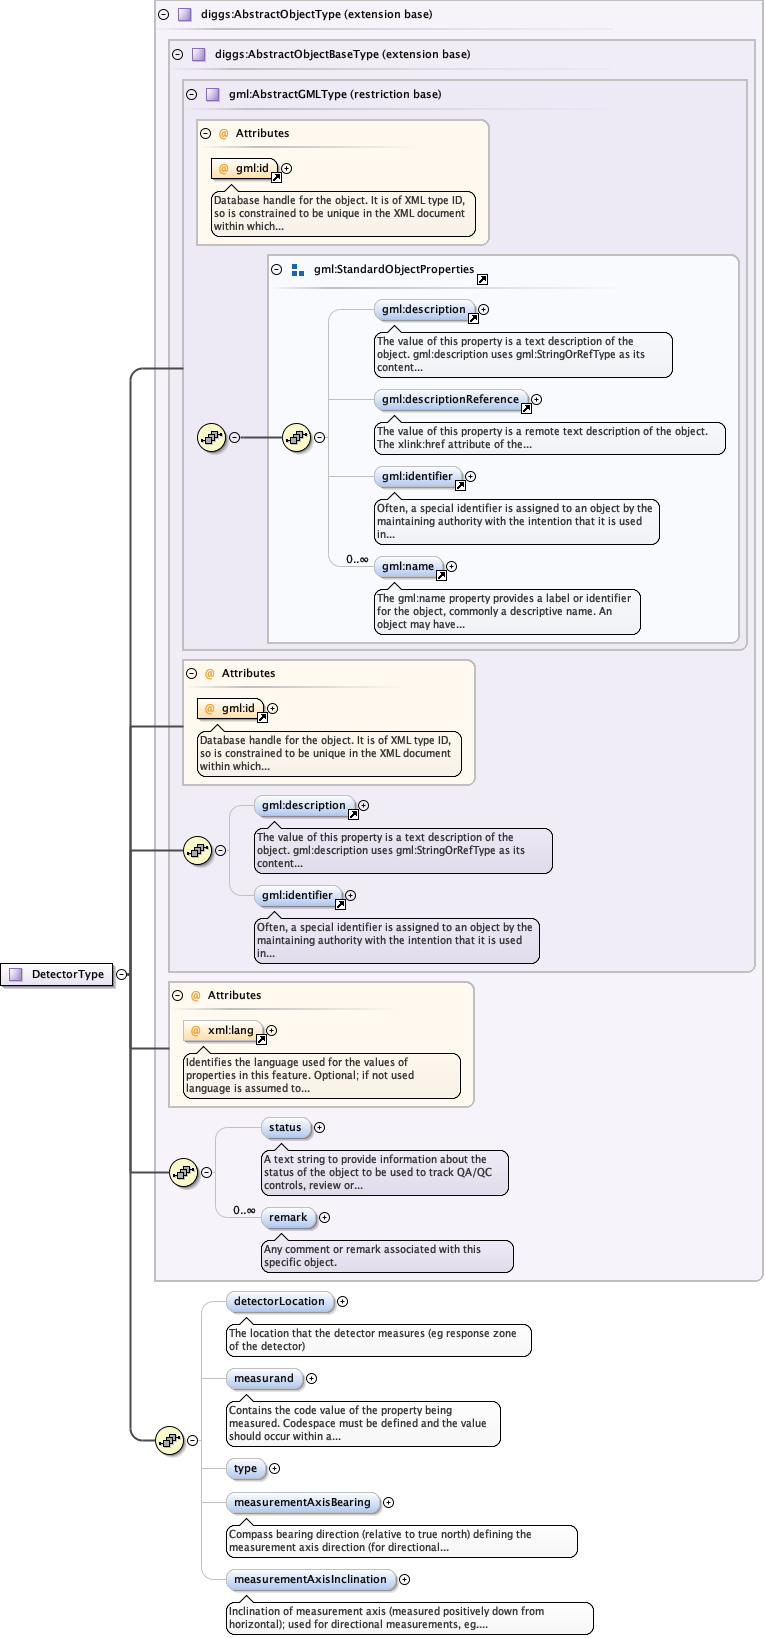 diggs:AbstractObjectType (extension base)
diggs:AbstractObjectBaseType (extension base)
gml:AbstractGMLType (restriction base)
@ Attributes
@ gml:id
Database handle for the object. It is of XML type ID,
so is constrained to be unique in the XML document
within which...
gml:StandardObjectProperties
gml:description
The value of this property is a text description of the
object. gml:description uses gml:StringOrRefType as its
content...
gml:descriptionReference
The value of this property is a remote text description of the object.
The xlink:href attribute of the...
gml:identifier
Often, a special identifier is assigned to an object by the
maintaining authority with the intention that it is used
in...
0..∞
gml:name
The gml:name property provides a label or identifier
for the object, commonly a descriptive name. An
object may have...
@ Attributes
@ gml:id
Database handle for the object. It is of XML type ID,
so is constrained to be unique in the XML document
within which...
gml:description
The value of this property is a text description of the
object. gml:description uses gml:StringOrRefType as its
content...
gml:identifier
Often, a special identifier is assigned to an object by the
maintaining authority with the intention that it is used
in...
DetectorType
@ Attributes
@ xml:lang
Identifies the language used for the values of
properties in this feature. Optional; if not used
language is assumed to...
status
A text string to provide information about the
status of the object to be used to track QA/QC
controls, review or...
0..∞
remark
Any comment or remark associated with this
specific object.
detectorLocation
The location that the detector measures (eg response zone
of the detector)
measurand
Contains the code value of the property being
measured. Codespace must be defined and the value
should occur within a...
type
measurementAxisBearing
Compass bearing direction (relative to true north) defining the
measurement axis direction (for directional...
measurementAxisInclination
Inclination of measurement axis (measured positively down from
horizontal); used for directional measurements, eg....